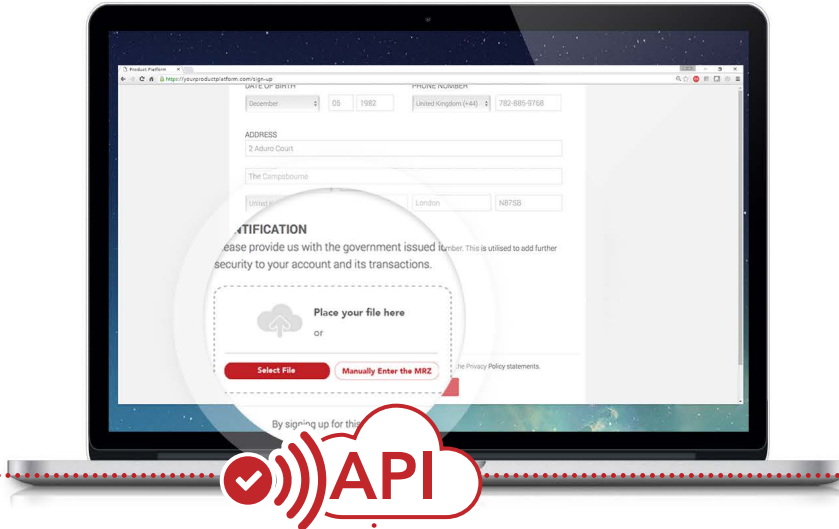 Product Platform
https://yourproductplatform.com/sign-up
DATE OF BIRTH
PHONE NUMBER
December
05
1982
United Kingdom (+44)
782-885-9768
ADDRESS
2 Aduro Court
The Campsbourne
London
N87SB
NTIFICATION
ease provide us with the government issued
mber. This is utilised to add further
security to your account and its transactions.
Place your file here
or
Select File
Manually Enter the MRZ
the Privacy Policy statements.
By signing up for this
API